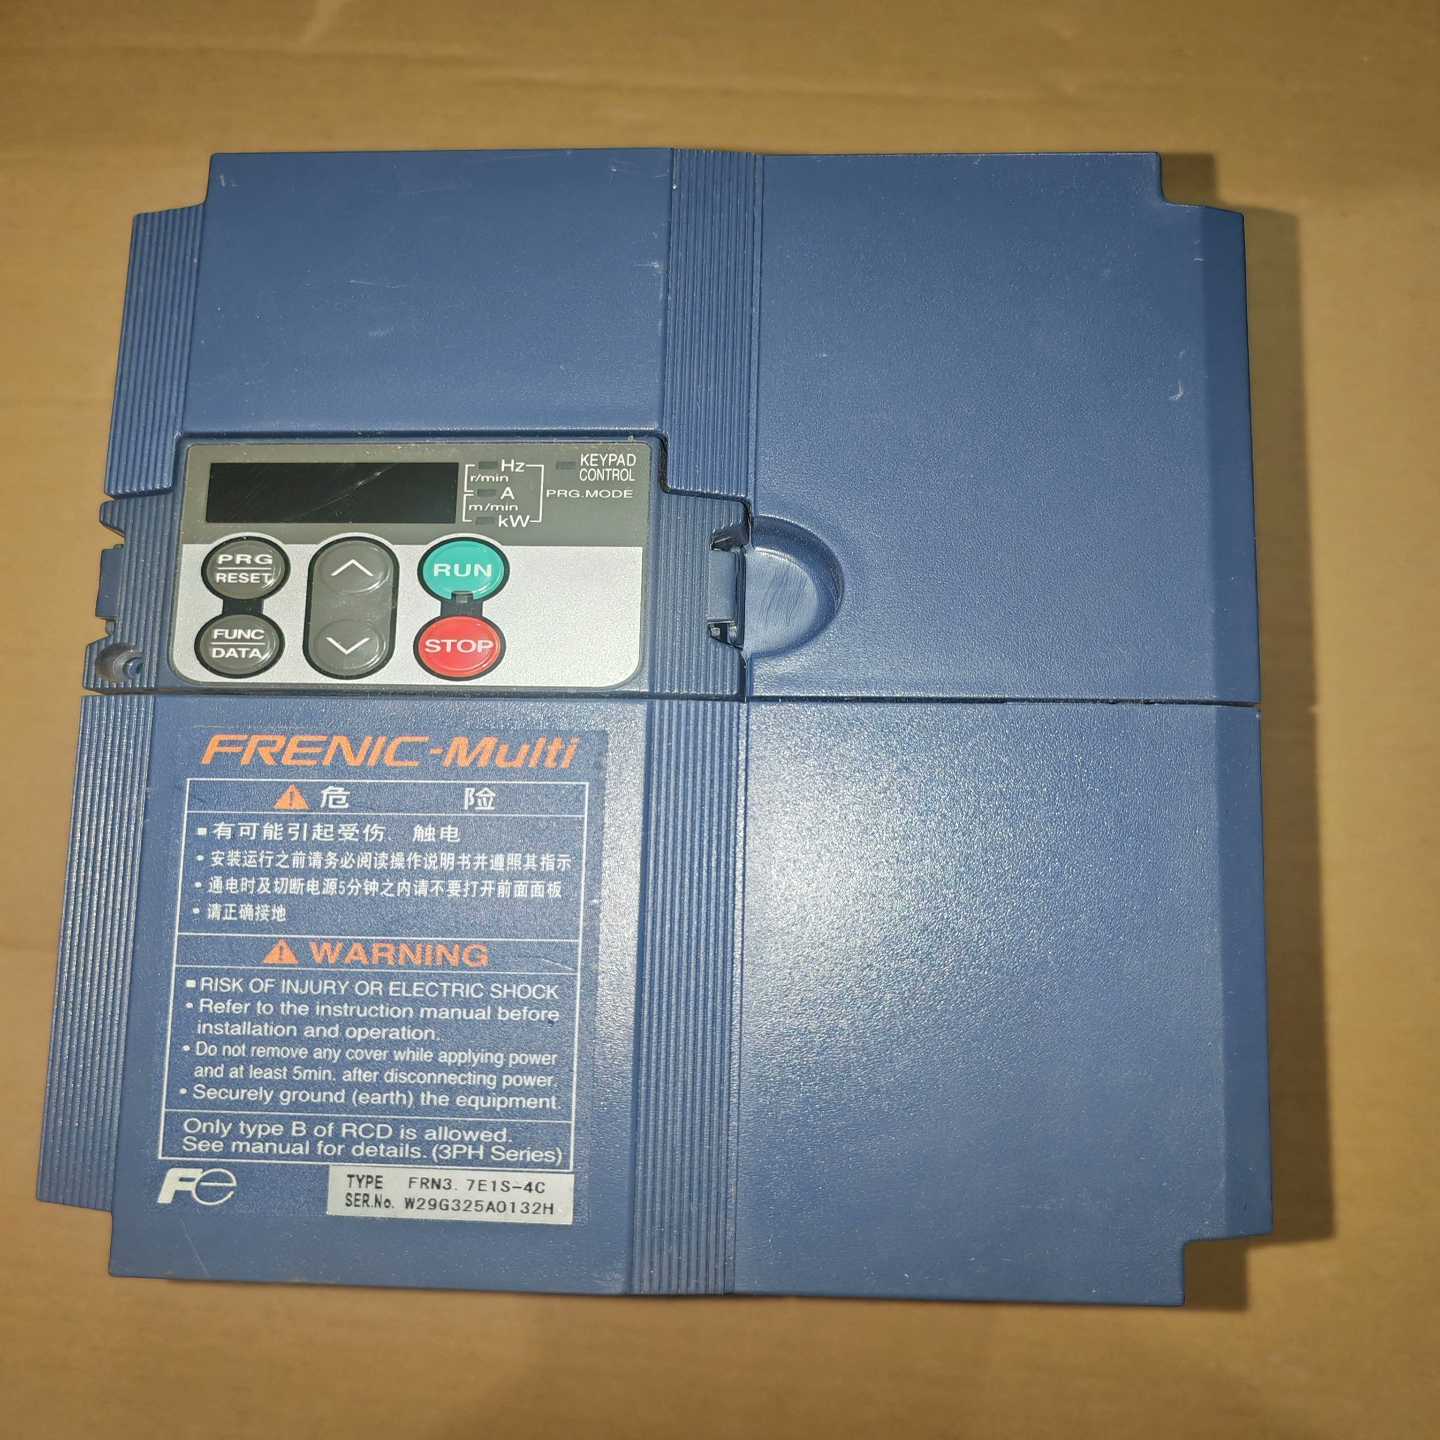 Hz
r/min
A
m/min
kW
KEYPAD
CONTROL
PRG.MODE
PRG
RESET
RUN
FUNC
DATA
STOP
FRENIC-Multi
危 险
有可能引起受伤、触电
安装运行之前请务必阅读操作说明书并遵照其指示
通电时及切断电源5分钟之内请不要打开前面面板
请正确接地
WARNING
RISK OF INJURY OR ELECTRIC SHOCK
Refer to the instruction manual before
installation and operation.
Do not remove any cover while applying power
and at least 5min. after disconnecting power.
Securely ground (earth) the equipment.
Only type B of RCD is allowed.
See manual for details. (3PH Series)
Fe
TYPE FRN3.7E1S-4C
SER.No. W29G325A0132H